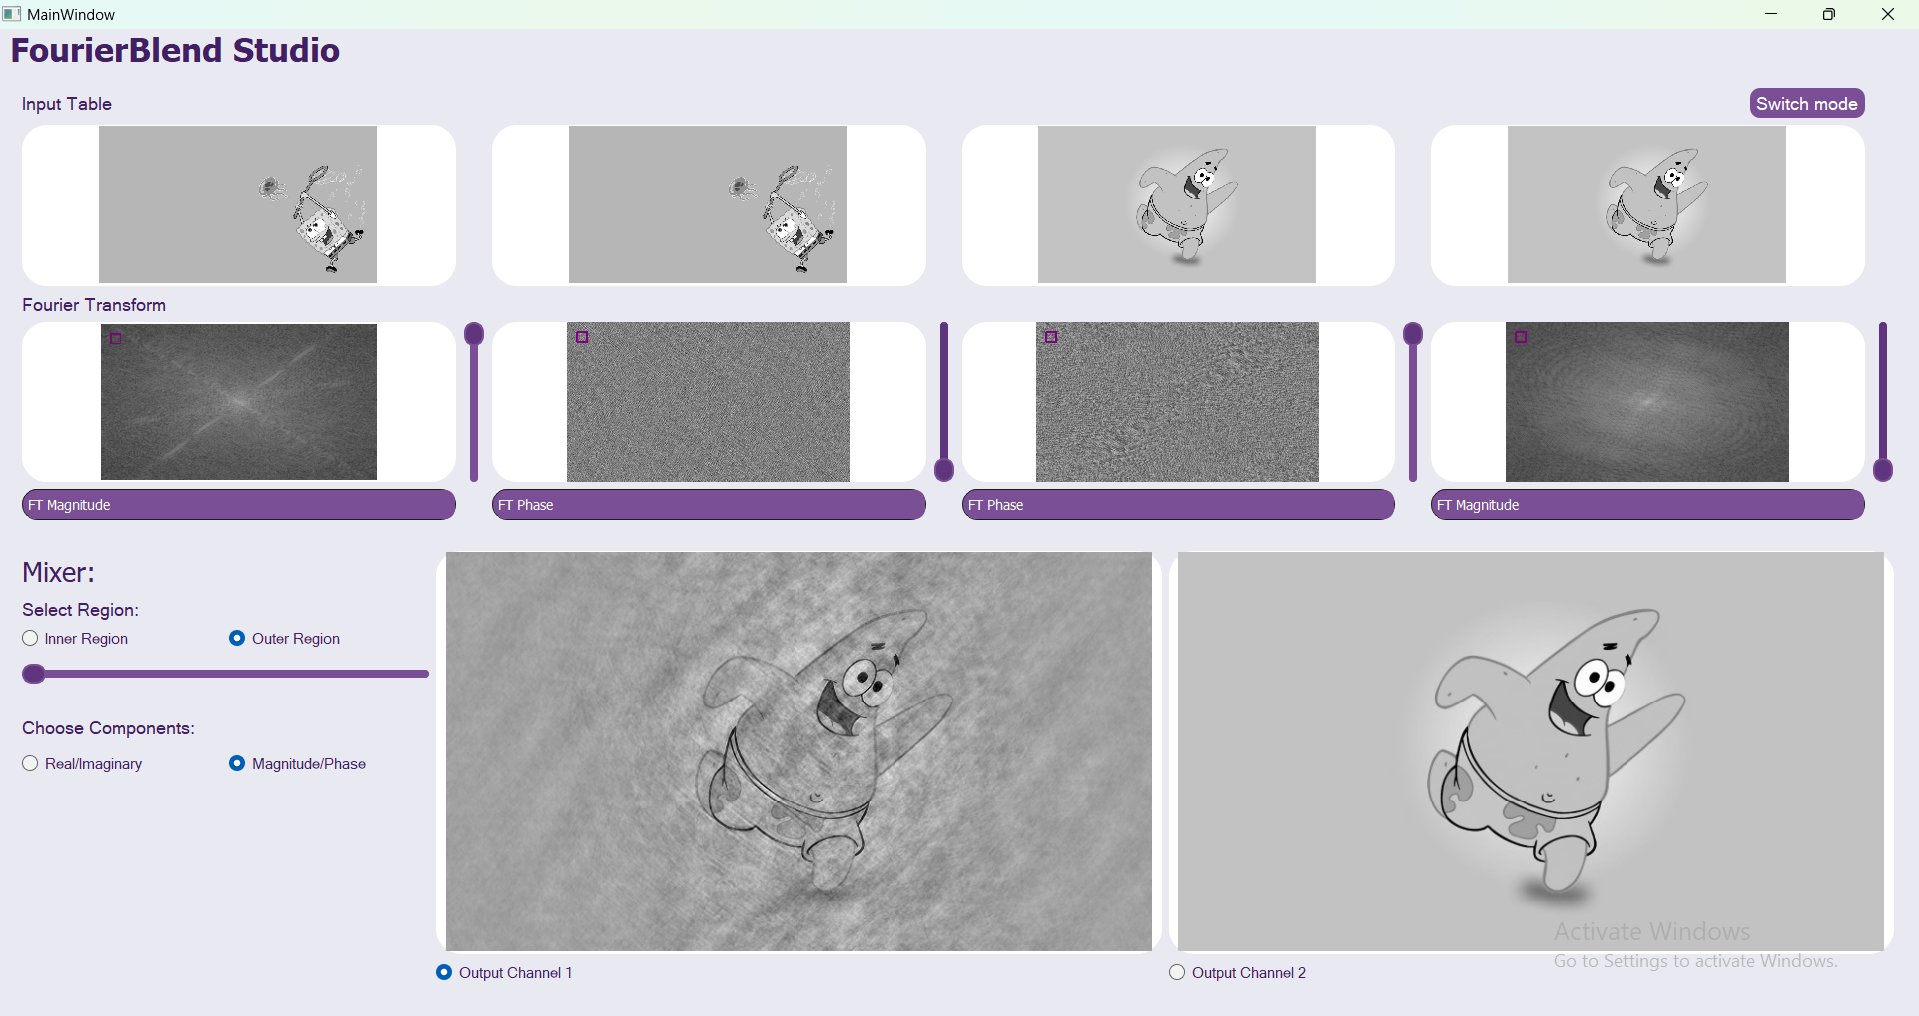 MainWindow
FourierBlend Studio
Input Table
Switch mode
Fourier Transform
FT Magnitude
FT Phase
FT Phase
FT Magnitude
Mixer:
Select Region:
Inner Region
Outer Region
Choose Components:
Real/Imaginary
Magnitude/Phase
Activate Windows
Go to Settings to activate Windows.
Output Channel 1
Output Channel 2